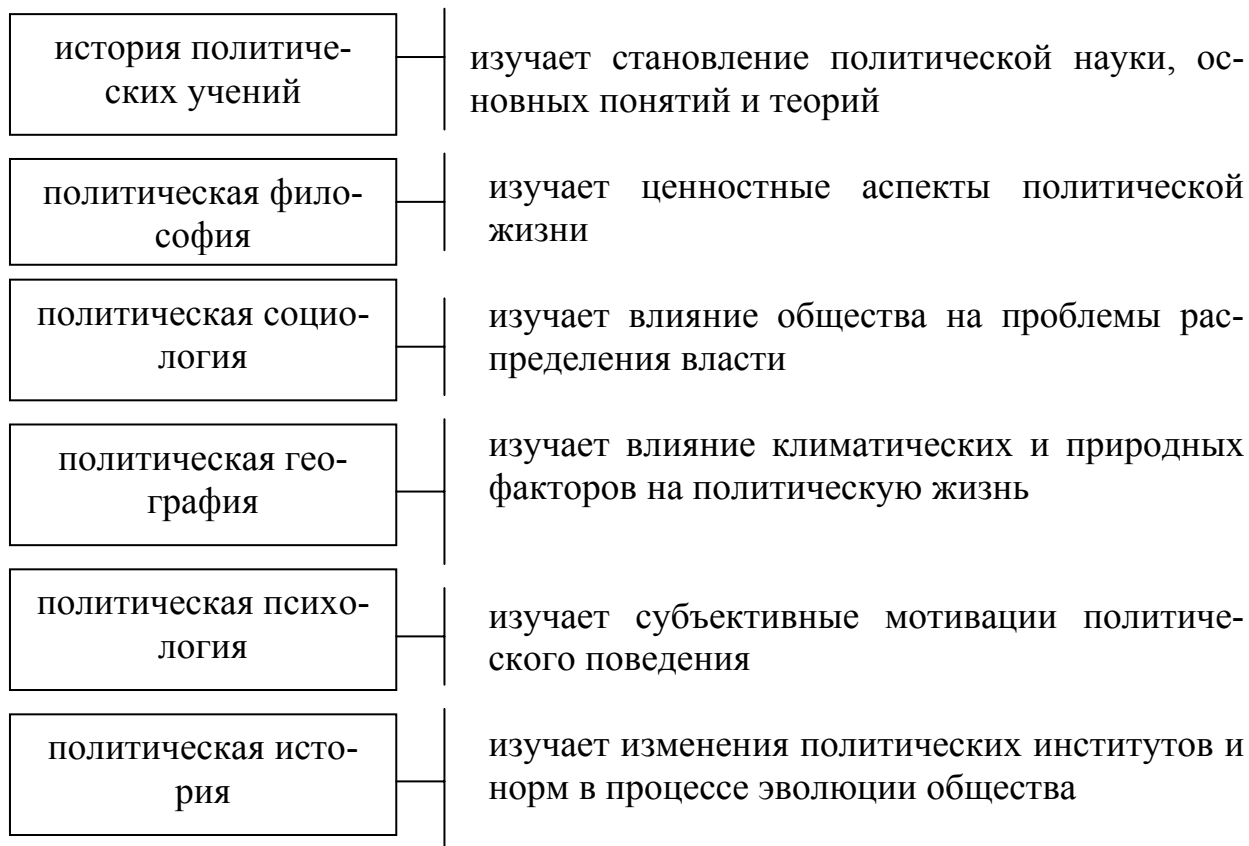 история политиче-
ских учений
изучает становление политической науки, ос-
новных понятий и теорий
политическая фило-
софия
изучает ценностные аспекты политической
жизни
политическая социо-
логия
изучает влияние общества на проблемы рас-
пределения власти
политическая гео-
графия
изучает влияние климатических и природных
факторов на политическую жизнь
политическая психо-
логия
изучает субъективные мотивации политиче-
ского поведения
политическая исто-
рия
изучает изменения политических институтов и
норм в процессе эволюции общества